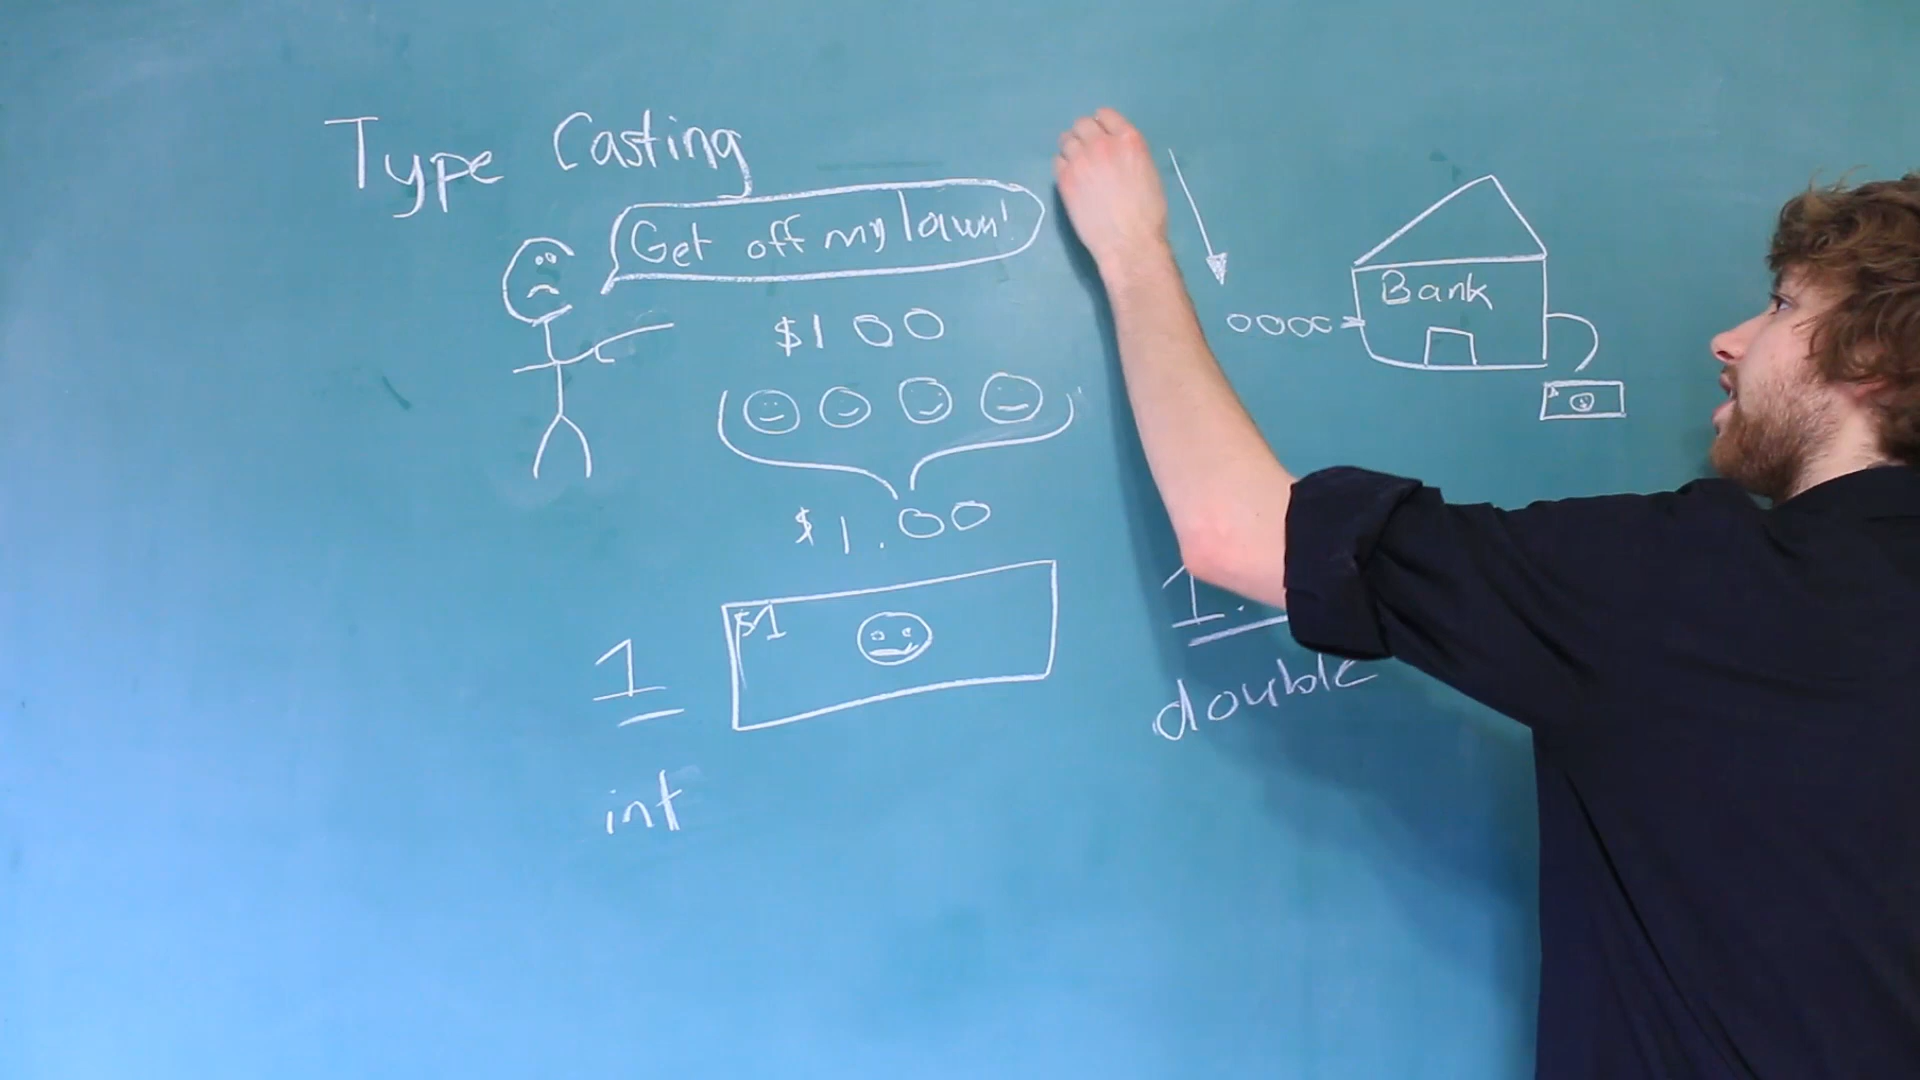 Type Casting
Get off my lawn!
$100
$1.00
$1
1
int
Bank
1.
double